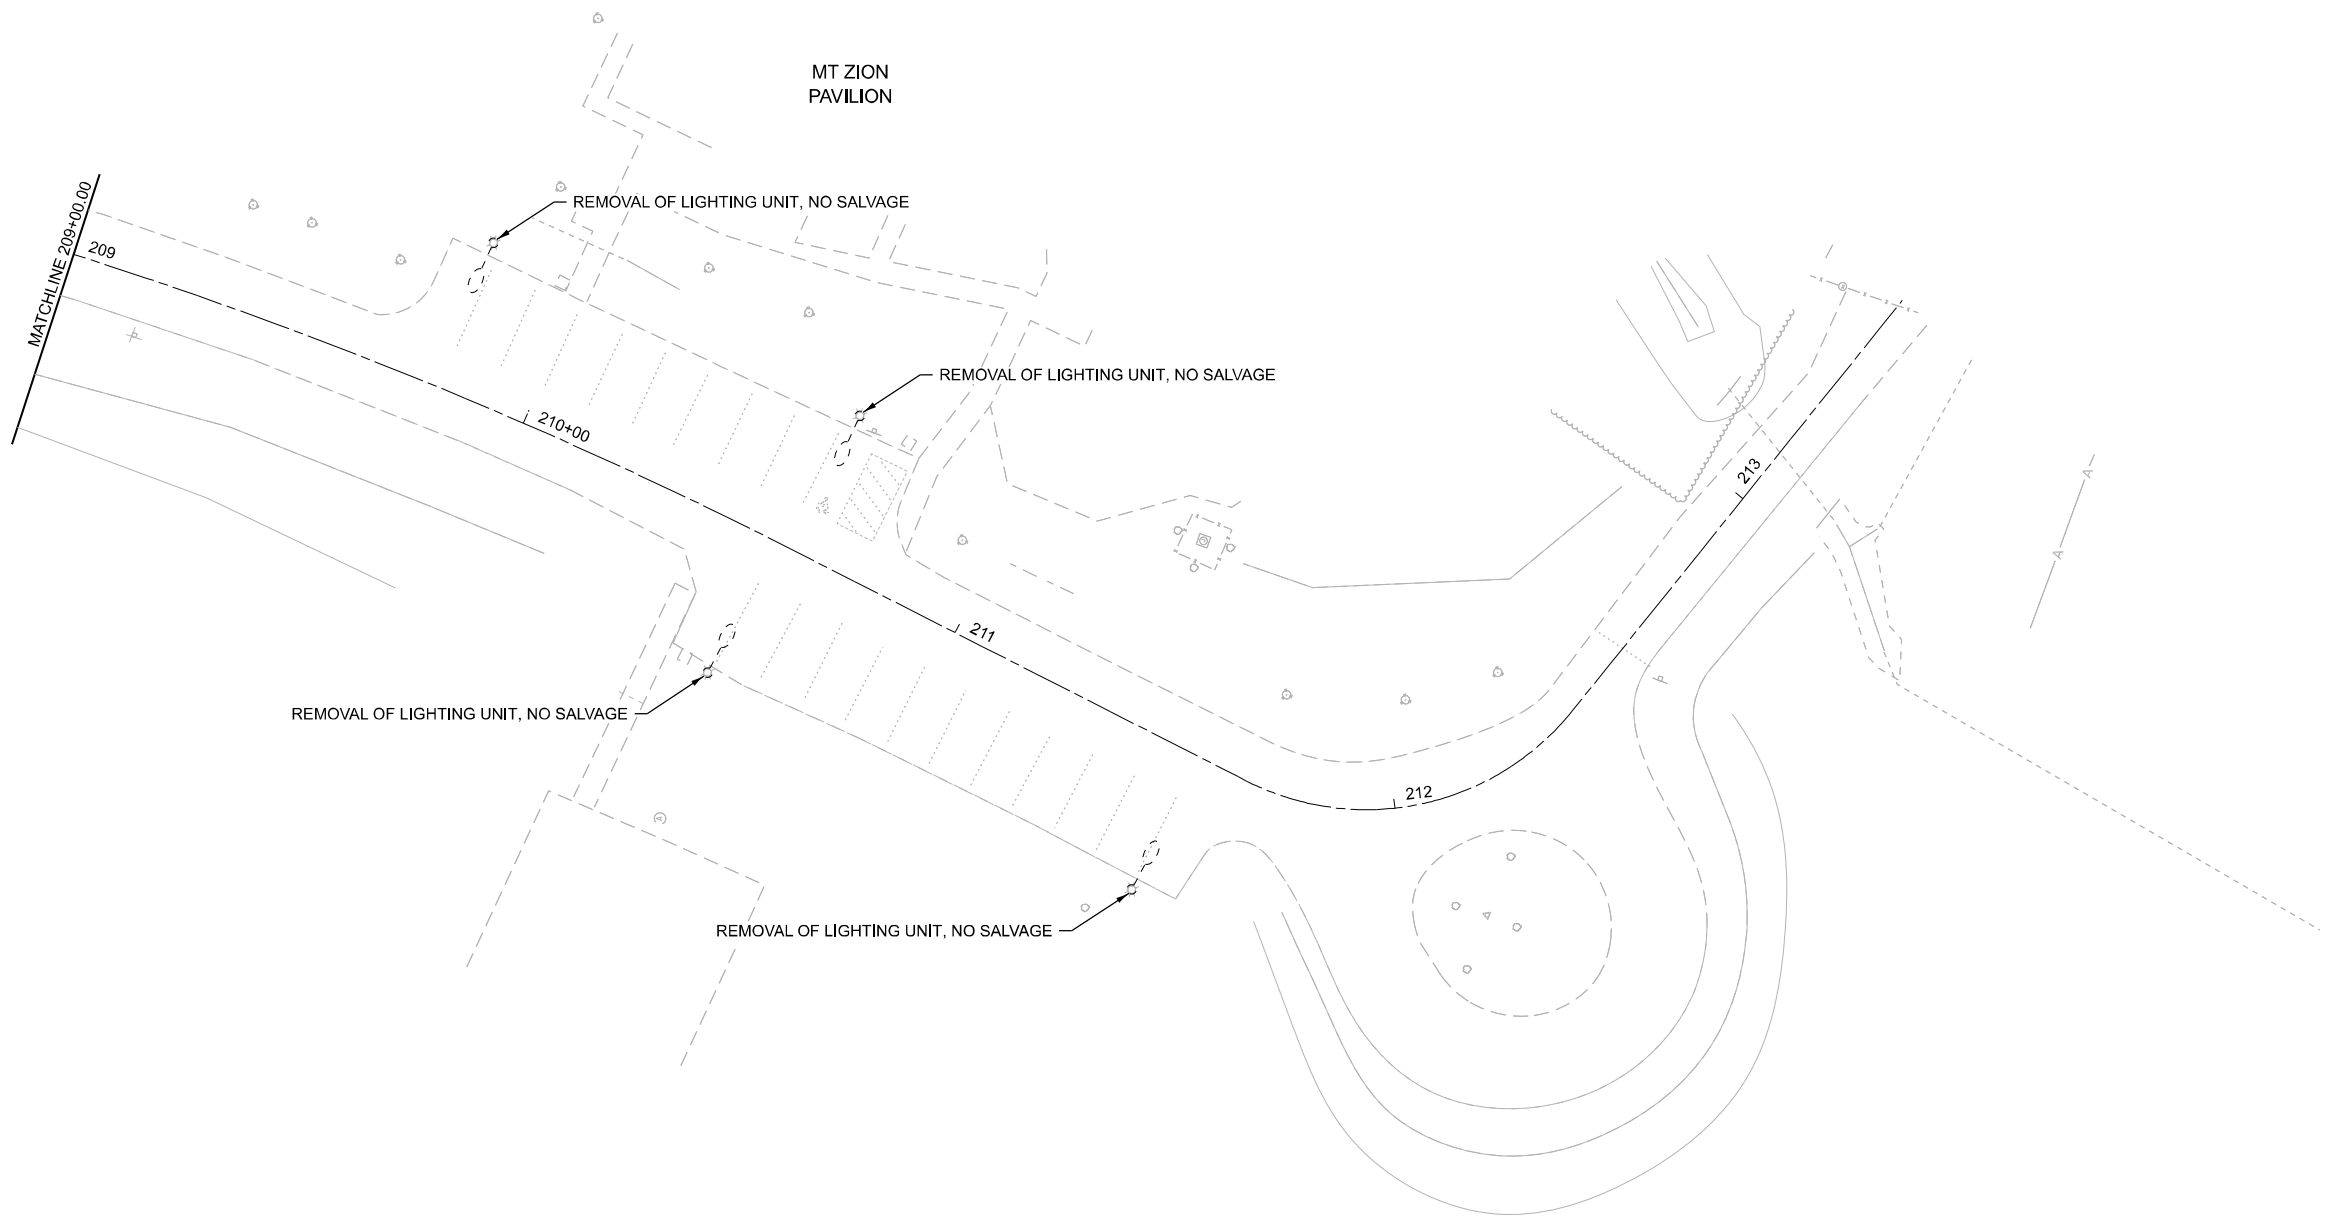 MT ZION
PAVILION
MATCHLINE 209+00.00
209
REMOVAL OF LIGHTING UNIT, NO SALVAGE
REMOVAL OF LIGHTING UNIT, NO SALVAGE
210+00
213
A
A
P
P
211
P
REMOVAL OF LIGHTING UNIT, NO SALVAGE
212
A
REMOVAL OF LIGHTING UNIT, NO SALVAGE